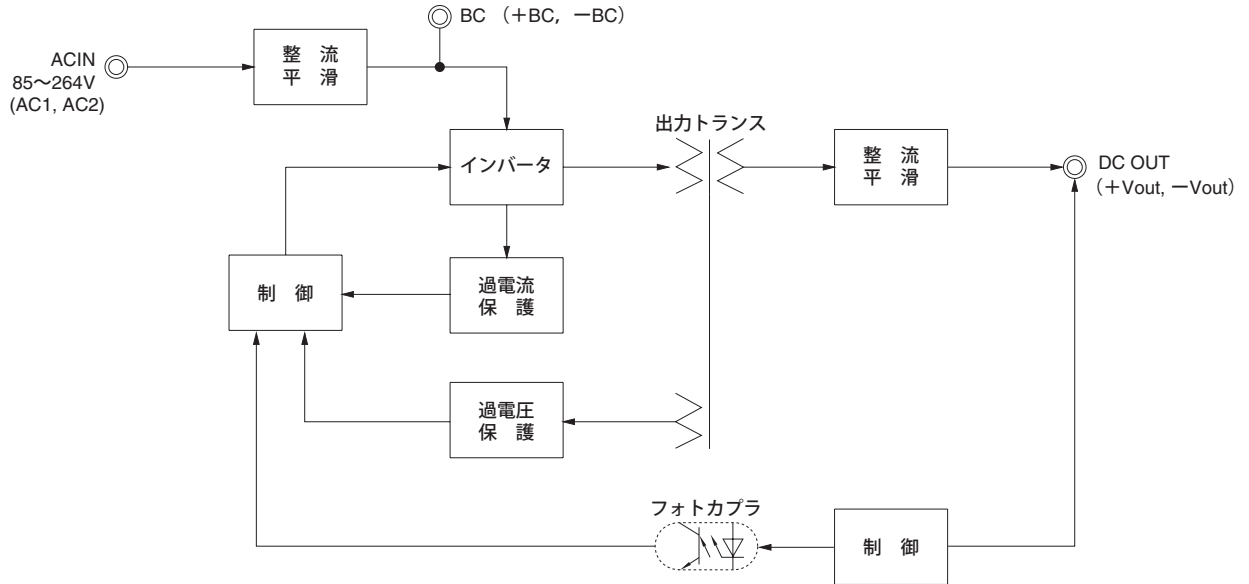 BC （＋BC, －BC）
ACIN
85～264V
(AC1, AC2)
整　流
平　滑
出力トランス
インバータ
整　流
平　滑
DC OUT
（＋Vout, －Vout）
制　御
過電流
保　護
過電圧
保　護
フォトカプラ
制　御